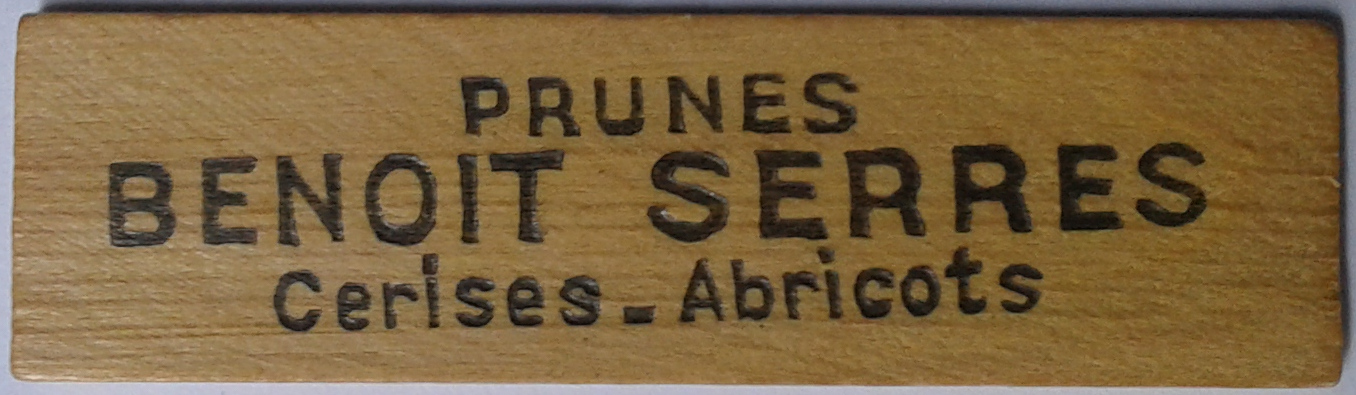 PRUNES
BENOIT SERRES
Cerises - Abricots